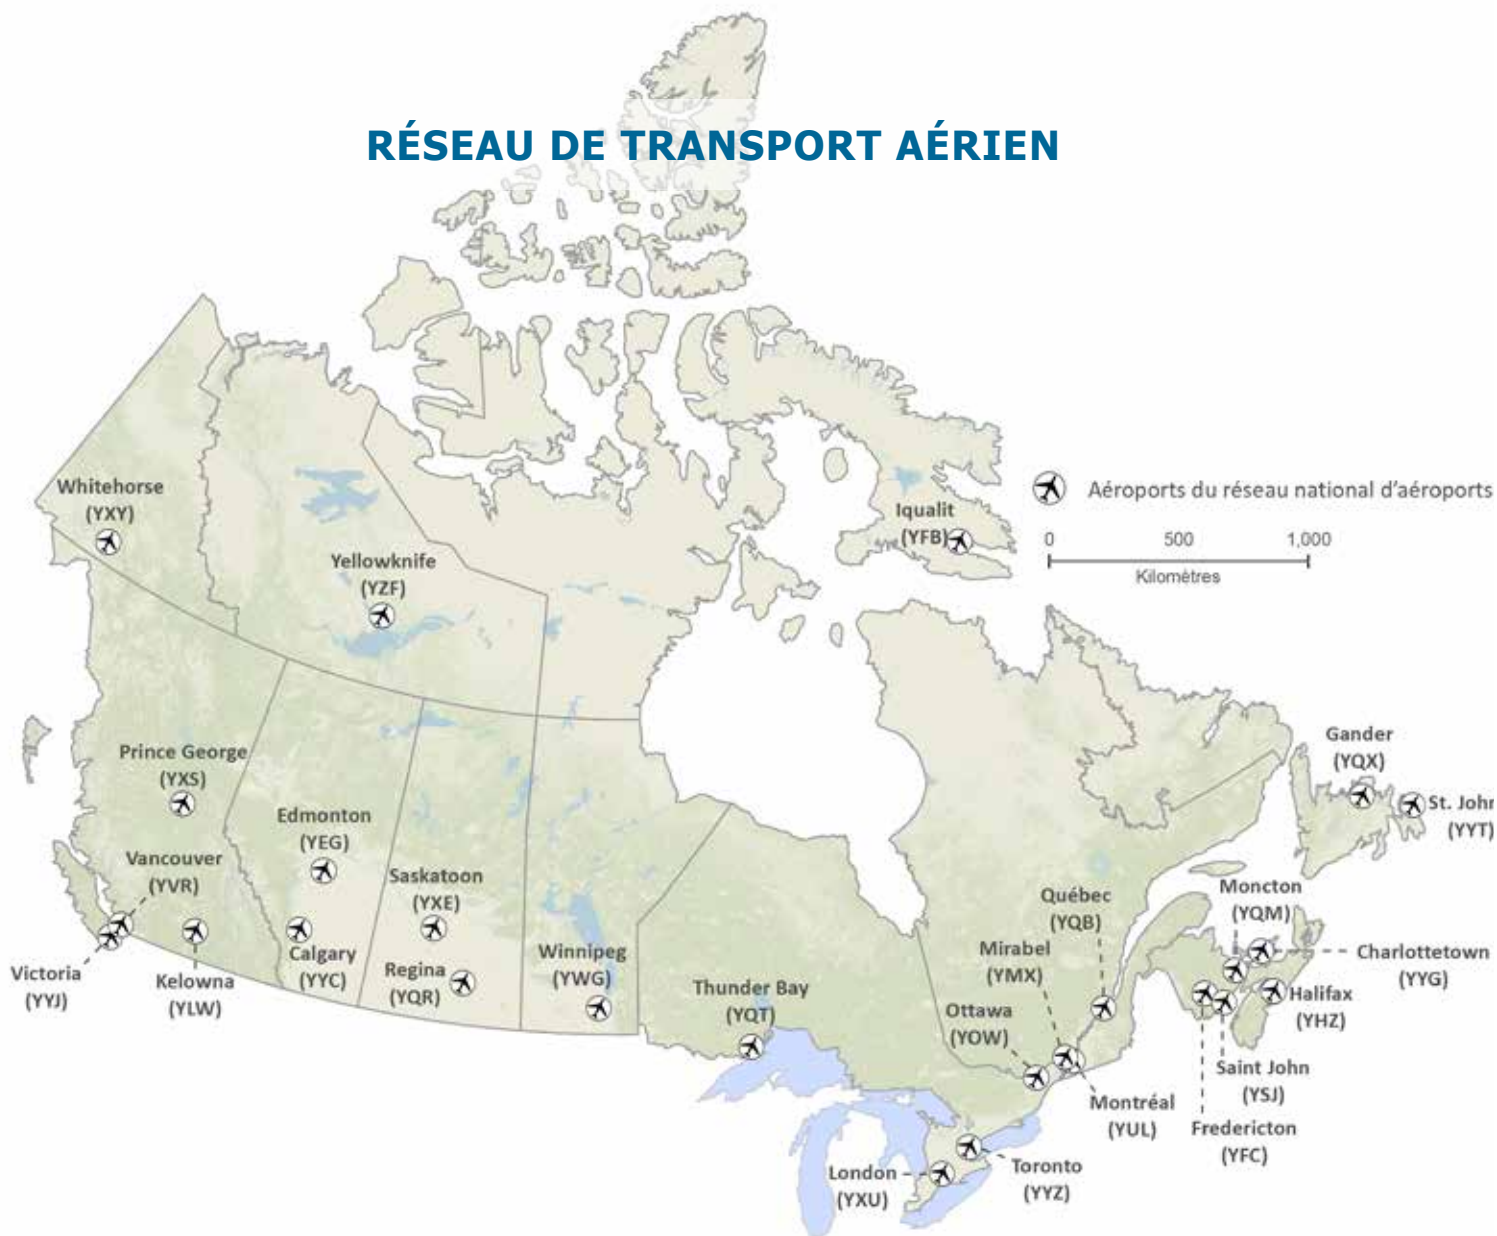 RÉSEAU DE TRANSPORT AÉRIEN
Whitehorse
(YXY)
Yellowknife
(YZF)
Iqualit
(YFB)
Aéroports du réseau national d'aéroports
0 500 1,000
Kilomètres
Prince George
(YXS)
Edmonton
(YEG)
Vancouver
(YVR)
Saskatoon
(YXE)
Victoria
(YYJ)
Kelowna
(YLW)
Calgary
(YYC)
Regina
(YQR)
Winnipeg
(YWG)
Thunder Bay
(YQT)
Gander
(YQX)
St. John
(YYT)
Québec
(YQB)
Moncton
(YQM)
Mirabel
(YMX)
Charlottetown
(YYG)
Ottawa
(YOW)
Halifax
(YHZ)
Saint John
(YSJ)
Montréal
(YUL)
Fredericton
(YFC)
London
(YXU)
Toronto
(YYZ)